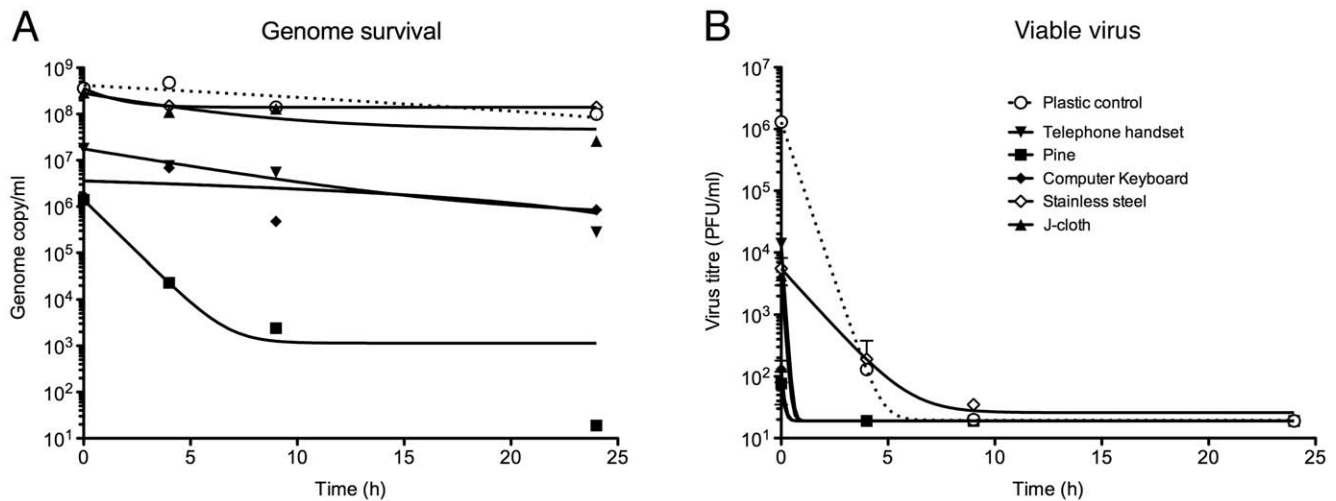 A
Genome survival
Genome copy/ml
10⁹
10⁸
10⁷
10⁶
10⁵
10⁴
10³
10²
10¹
0
5
10
15
20
25
Time (h)
B
Viable virus
Virus titre (PFU/ml)
10⁷
10⁶
10⁵
10⁴
10³
10²
10¹
0
5
10
15
20
25
Time (h)
Plastic control
Telephone handset
Pine
Computer Keyboard
Stainless steel
J-cloth